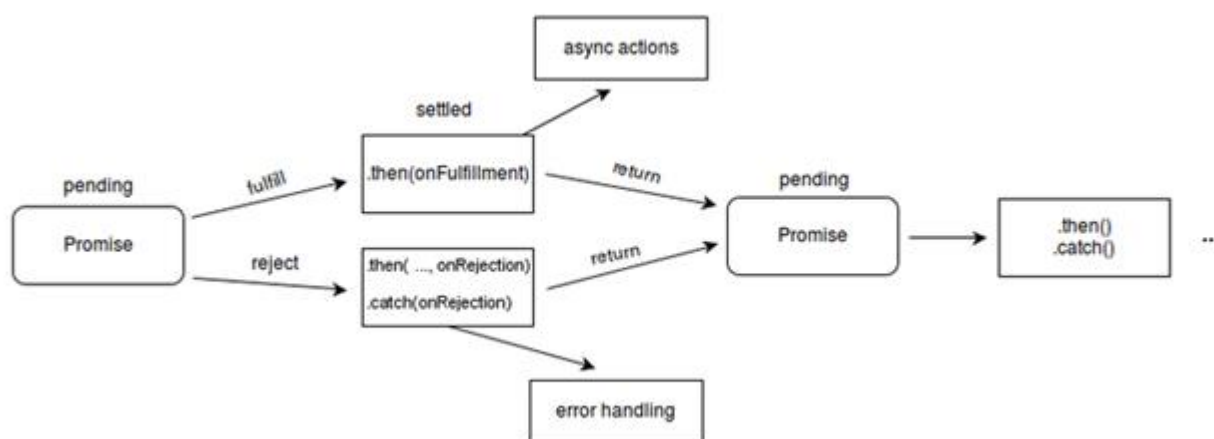 async actions
settled
.then(onFulfillment)
return
pending
fulfill
pending
Promise
Promise
.then()
.catch()
..
reject
.then( ..., onRejection)
.catch(onRejection)
return
error handling